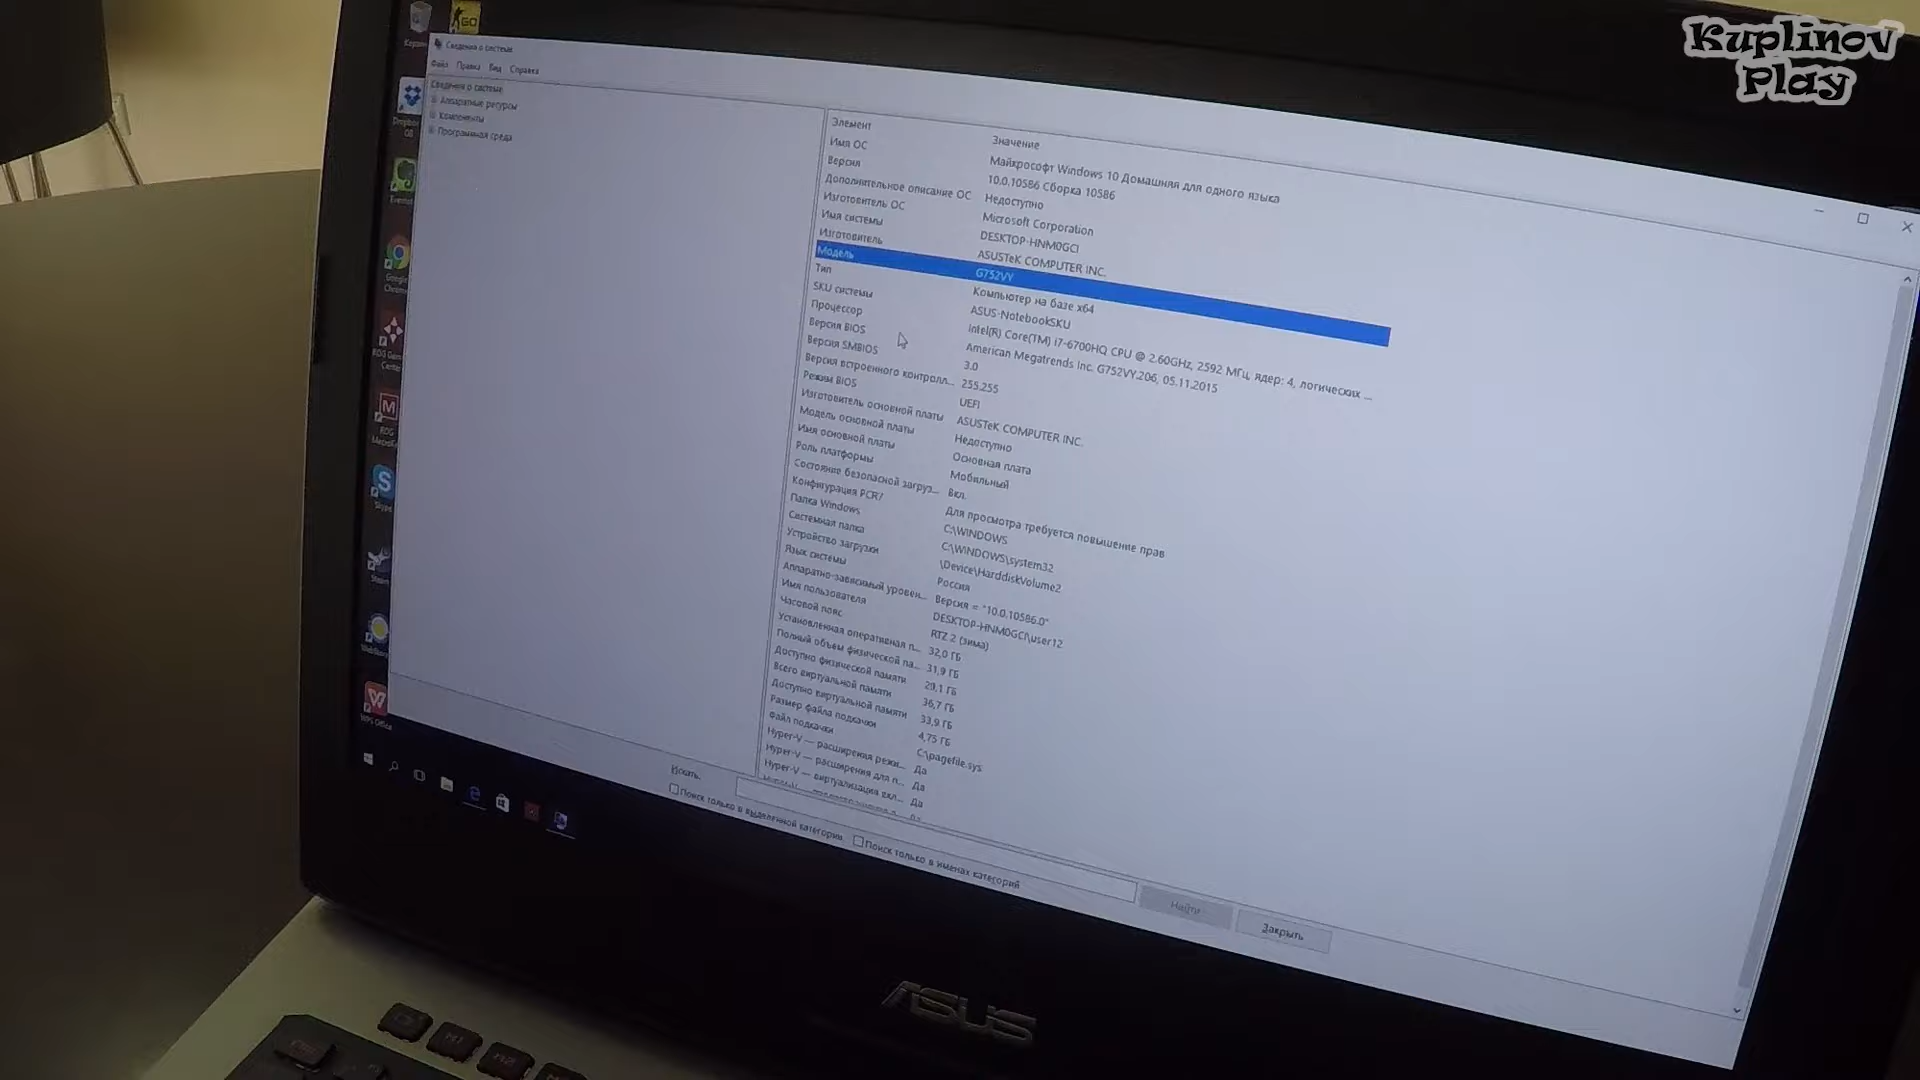 Kuplinov
Play
GO
Сведения о системе
Файл Правка Вид Справка
Сведения о системе
Аппаратные ресурсы
Компоненты
Программная среда
Элемент Значение
Имя ОС Майкрософт Windows 10 Домашняя для одного языка
Версия 10.0.10586 Сборка 10586
Дополнительное описание ОС Недоступно
Изготовитель ОС Microsoft Corporation
Имя системы DESKTOP-HNM0GCI
Изготовитель ASUSTeK COMPUTER INC.
Модель G752VY
Тип Компьютер на базе x64
SKU системы ASUS-NotebookSKU
Процессор Intel(R) Core(TM) i7-6700HQ CPU @ 2.60GHz, 2592 МГц, ядер: 4, логических ...
Версия BIOS American Megatrends Inc. G752VY.206, 05.11.2015
Версия SMBIOS 3.0
Версия встроенного контролл... 255.255
Режим BIOS UEFI
Изготовитель основной платы ASUSTeK COMPUTER INC.
Модель основной платы Недоступно
Имя основной платы Основная плата
Роль платформы Мобильный
Состояние безопасной загруз... Вкл.
Конфигурация PCR7 Для просмотра требуется повышение прав
Папка Windows C:\WINDOWS
Системная папка C:\WINDOWS\system32
Устройство загрузки \Device\HarddiskVolume2
Язык системы Россия
Аппаратно-зависимый уровен... Версия = "10.0.10586.0"
Имя пользователя DESKTOP-HNM0GCI\user12
Часовой пояс RTZ 2 (зима)
Установленная оперативная п... 32,0 ГБ
Полный объем физической па... 31,9 ГБ
Доступно физической памяти 29,1 ГБ
Всего виртуальной памяти 36,7 ГБ
Доступно виртуальной памяти 33,9 ГБ
Размер файла подкачки 4,75 ГБ
Файл подкачки C:\pagefile.sys
Hyper-V — расширения режи... Да
Hyper-V — расширения для п... Да
Hyper-V — виртуализация вкл... Да
Искать:
Поиск только в выделенной категории
Поиск только в именах категорий
Найти
Закрыть
Google
Chrome
Skype
Steam
WPS Office
ASUS